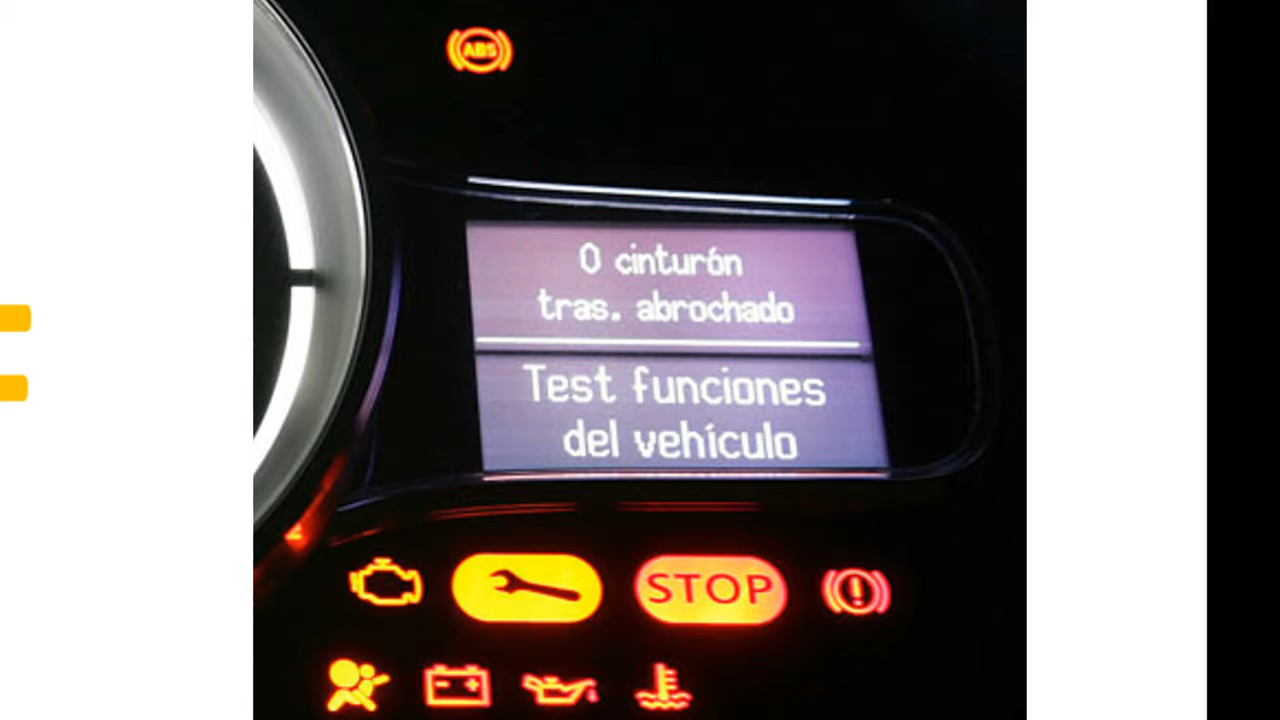 ABS
0 cinturón
tras. abrochado
Test funciones
del vehículo
STOP